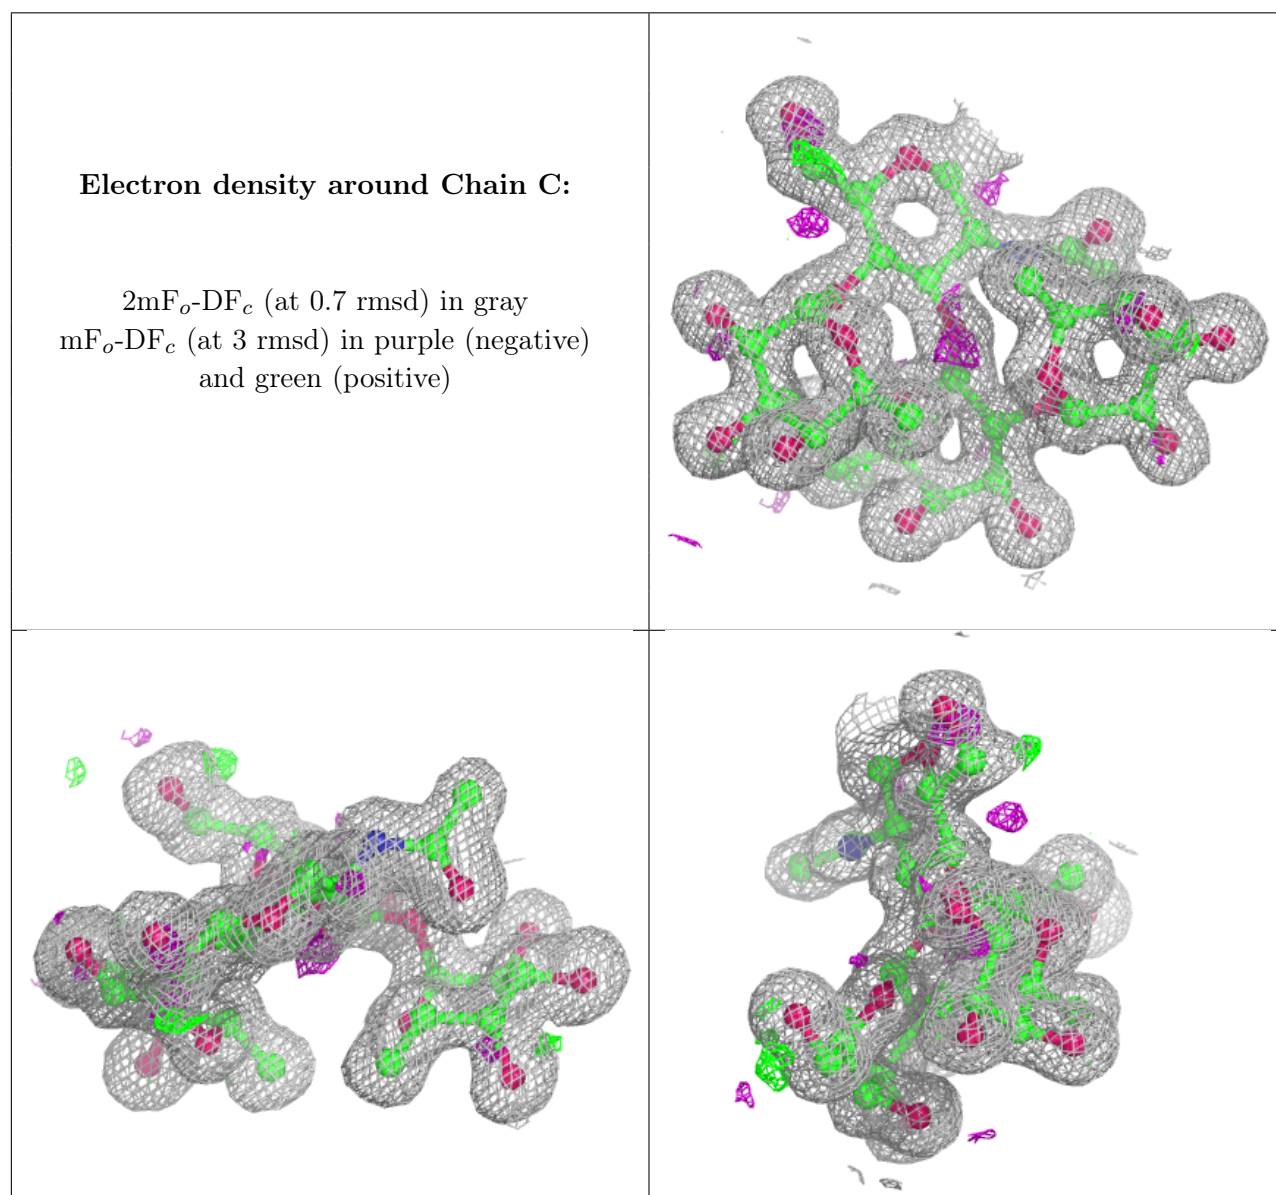 Electron density around Chain C:
2mFo-DFc (at 0.7 rmsd) in gray
mFo-DFc (at 3 rmsd) in purple (negative)
and green (positive)